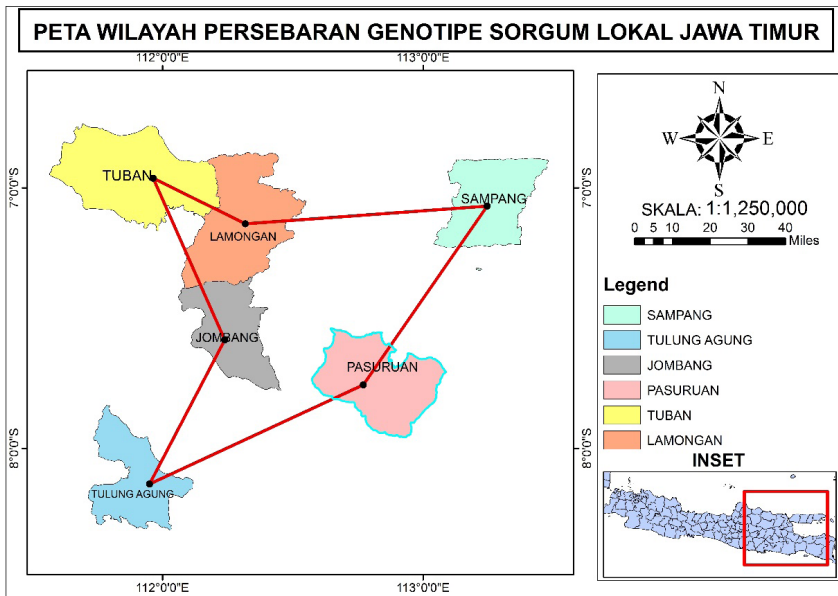 PETA WILAYAH PERSEBARAN GENOTIPE SORGUM LOKAL JAWA TIMUR
112°0'0"E 113°0'0"E
7°0'0"S
8°0'0"S
TUBAN
LAMONGAN
SAMPANG
JOMBANG
PASURUAN
TULUNG AGUNG
7°0'0"S
8°0'0"S
112°0'0"E 113°0'0"E
N
W E
S
SKALA: 1:1,250,000
0 5 10 20 30 40
Miles
Legend
SAMPANG
TULUNG AGUNG
JOMBANG
PASURUAN
TUBAN
LAMONGAN
INSET